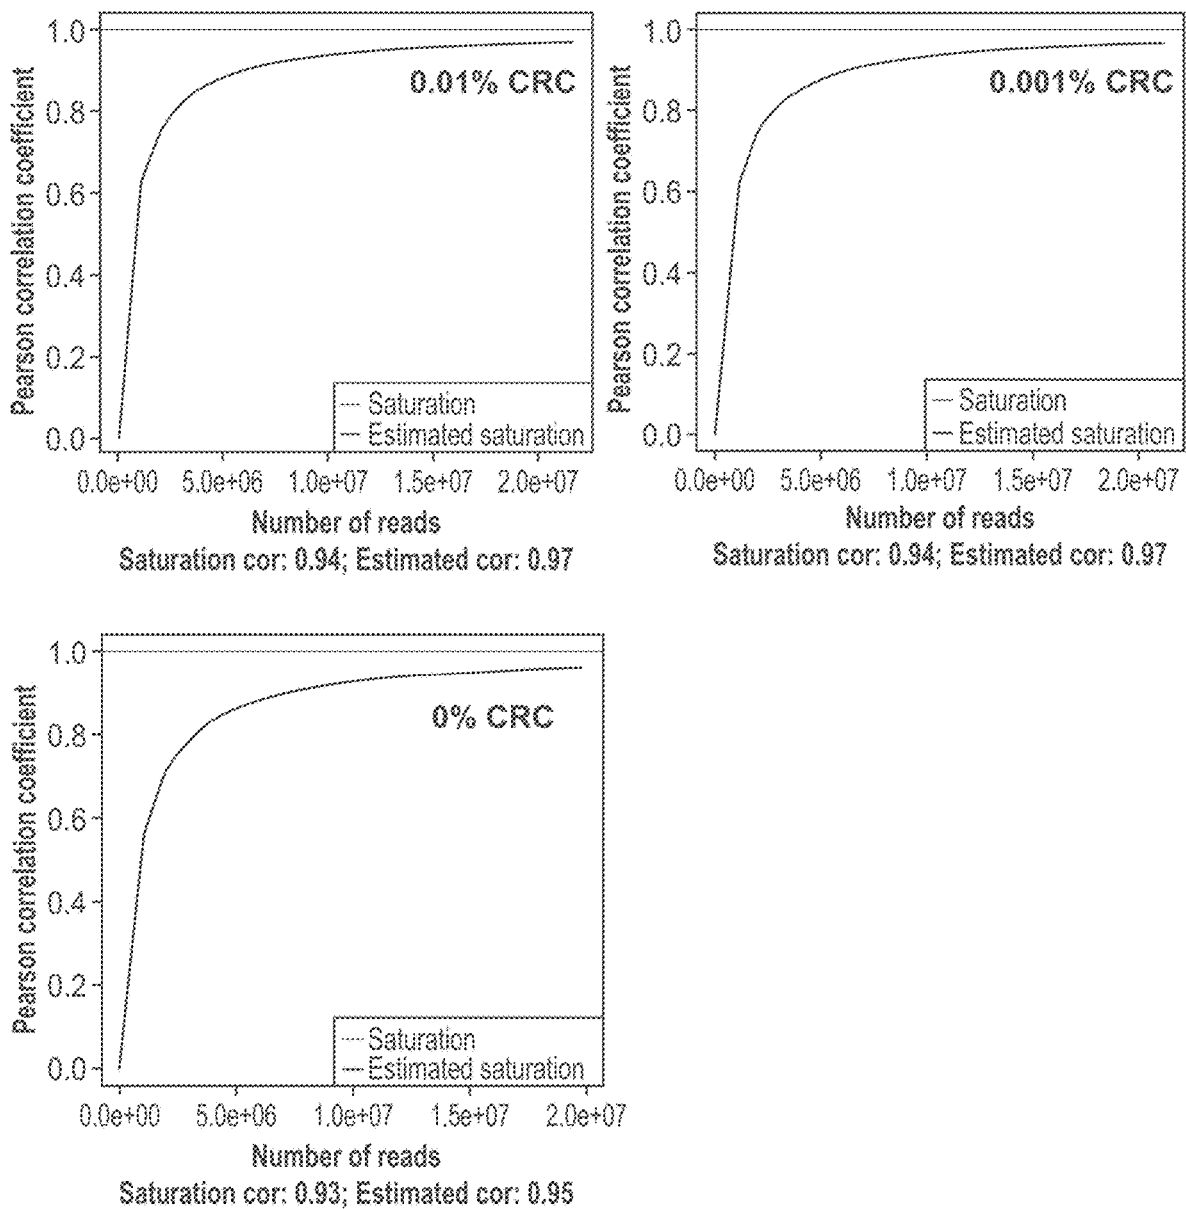 Pearson correlation coefficient
1.0
0.8
0.6
0.4
0.2
0.0
0.01% CRC
Saturation
Estimated saturation
0.0e+00 5.0e+06 1.0e+07 1.5e+07 2.0e+07
Number of reads
Saturation cor: 0.94; Estimated cor: 0.97
Pearson correlation coefficient
1.0
0.8
0.6
0.4
0.2
0.0
0.001% CRC
Saturation
Estimated saturation
0.0e+00 5.0e+06 1.0e+07 1.5e+07 2.0e+07
Number of reads
Saturation cor: 0.94; Estimated cor: 0.97
Pearson correlation coefficient
1.0
0.8
0.6
0.4
0.2
0.0
0% CRC
Saturation
Estimated saturation
0.0e+00 5.0e+06 1.0e+07 1.5e+07 2.0e+07
Number of reads
Saturation cor: 0.93; Estimated cor: 0.95